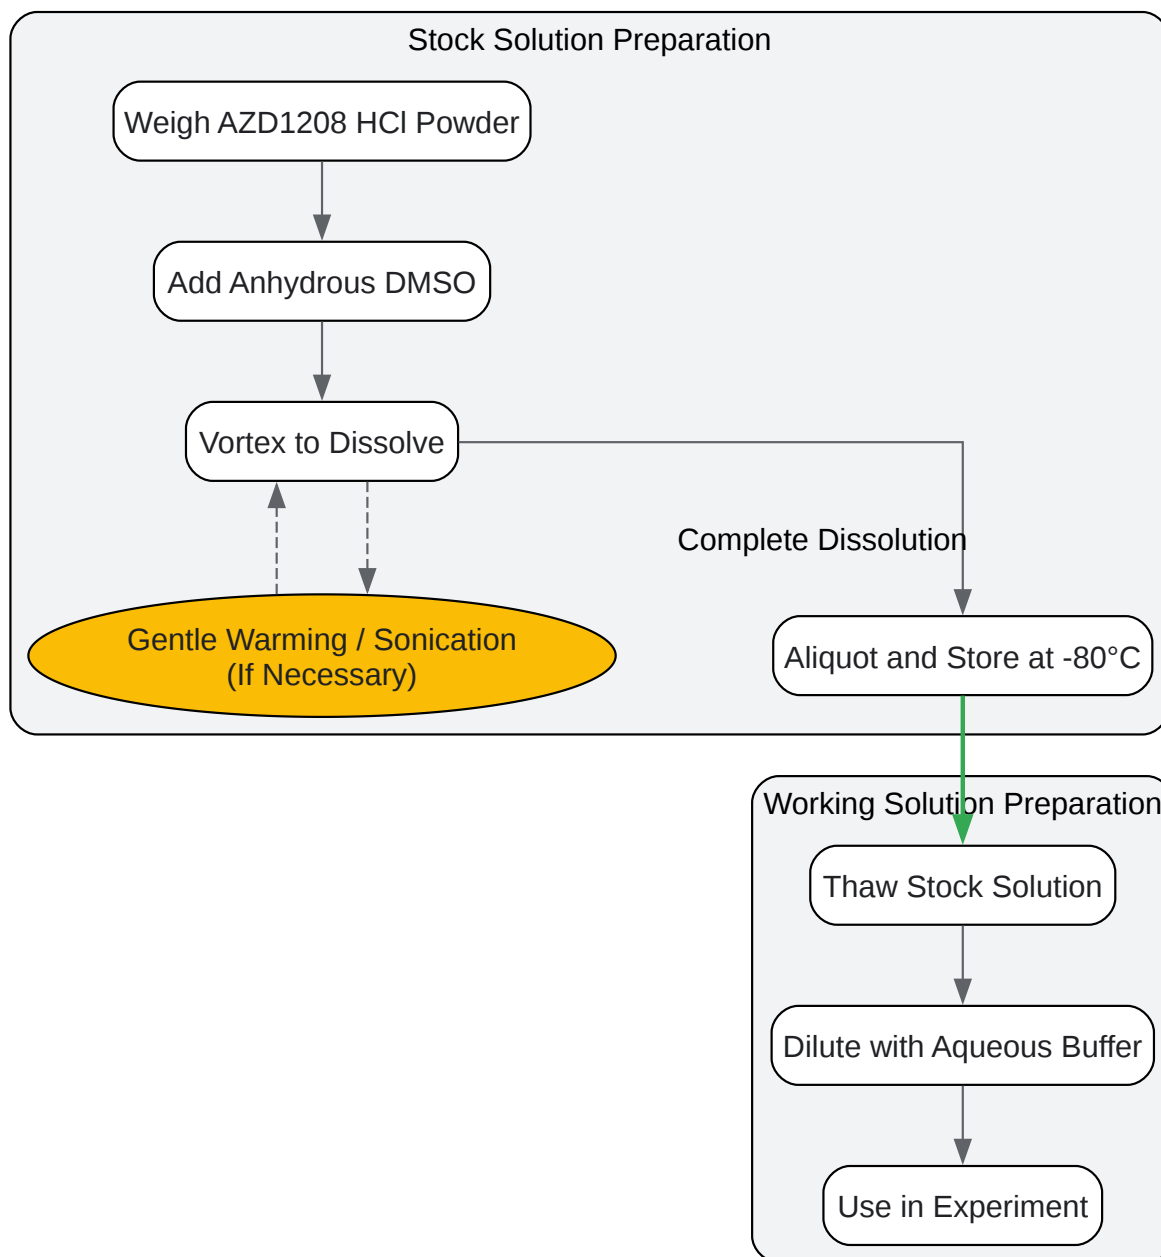 Stock Solution Preparation
Weigh AZD1208 HCl Powder
Add Anhydrous DMSO
Vortex to Dissolve
Complete Dissolution
Gentle Warming / Sonication
(If Necessary)
Aliquot and Store at -80°C
Working Solution Preparation
Thaw Stock Solution
Dilute with Aqueous Buffer
Use in Experiment